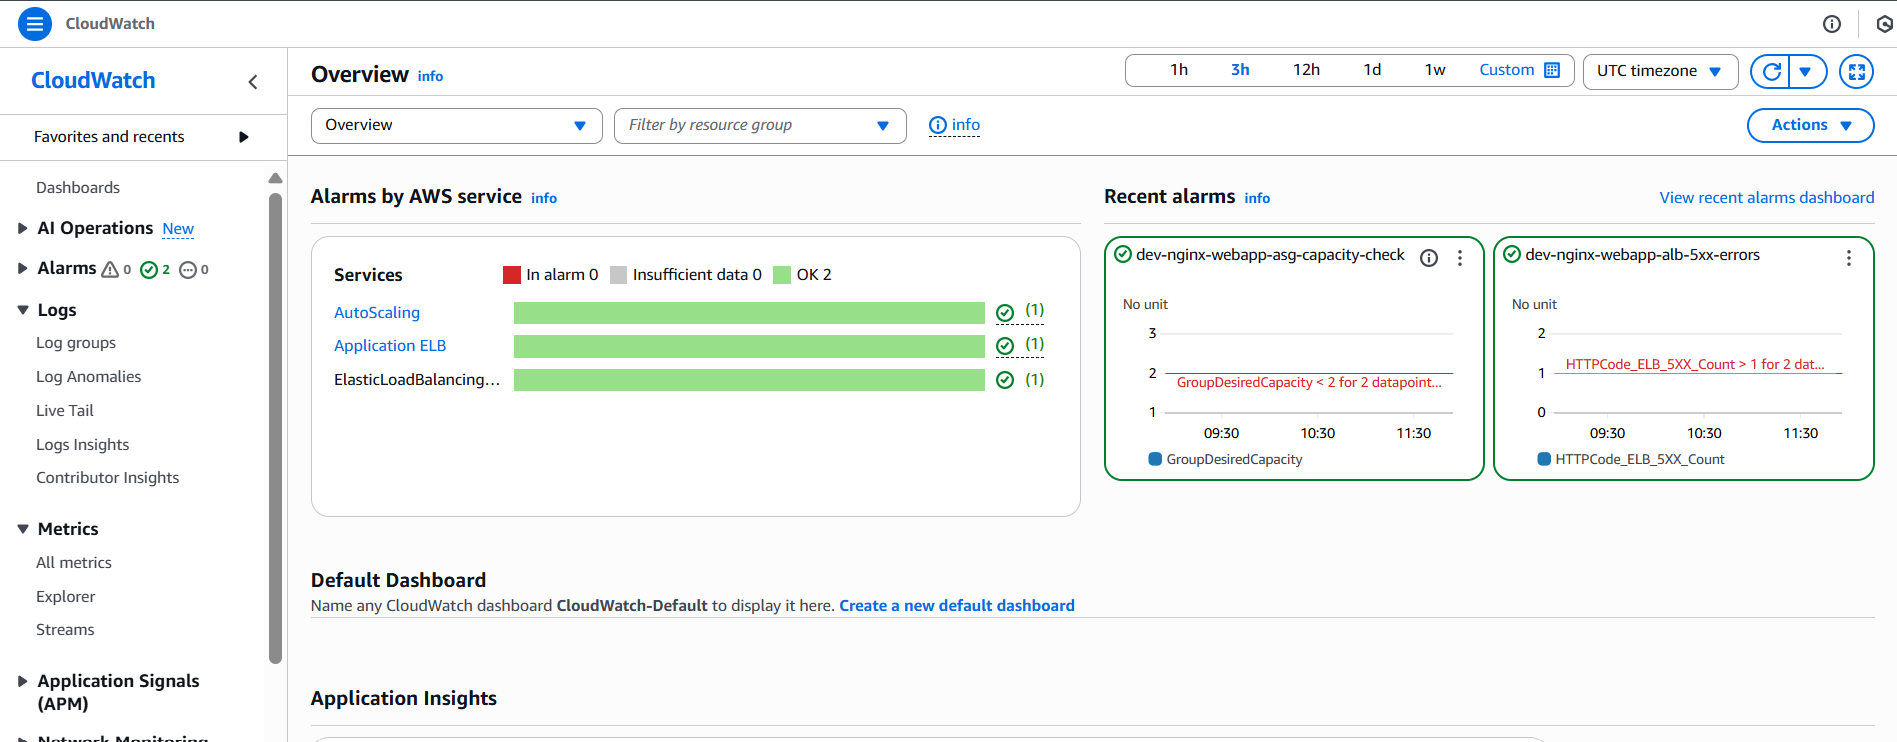 CloudWatch
CloudWatch
Favorites and recents
Dashboards
AI Operations New
Alarms 0 2 0
Logs
Log groups
Log Anomalies
Live Tail
Logs Insights
Contributor Insights
Metrics
All metrics
Explorer
Streams
Application Signals
(APM)
Network Monitoring
Overview info
1h 3h 12h 1d 1w Custom UTC timezone
Overview Filter by resource group info Actions
Alarms by AWS service info
Services In alarm 0 Insufficient data 0 OK 2
AutoScaling (1)
Application ELB (1)
ElasticLoadBalancing... (1)
Recent alarms info View recent alarms dashboard
dev-nginx-webapp-asg-capacity-check
No unit
3
2
GroupDesiredCapacity < 2 for 2 datapoint...
1
09:30 10:30 11:30
GroupDesiredCapacity
dev-nginx-webapp-alb-5xx-errors
No unit
2
HTTPCode_ELB_5XX_Count > 1 for 2 dat...
1
0
09:30 10:30 11:30
HTTPCode_ELB_5XX_Count
Default Dashboard
Name any CloudWatch dashboard CloudWatch-Default to display it here. Create a new default dashboard
Application Insights